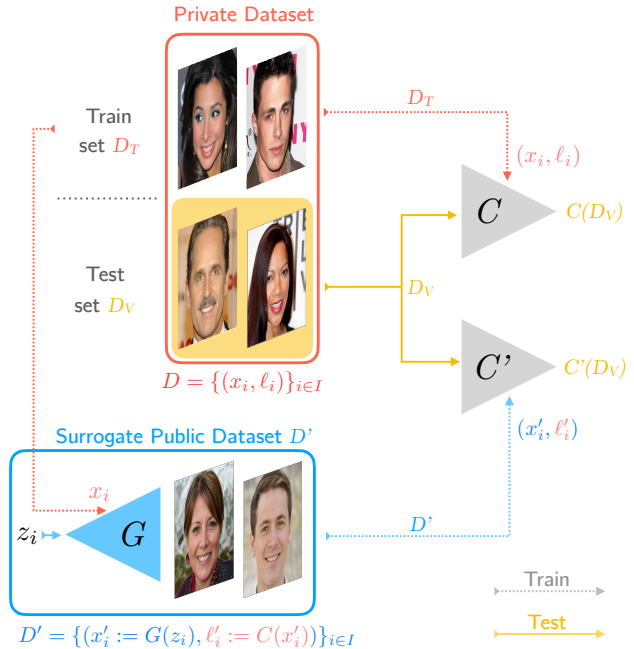 Private Dataset
Train
set D_T
D_T
(x_i, ℓ_i)
C
C(D_V)
Test
set D_V
D_V
C'
C'(D_V)
D = {(x_i, ℓ_i)}_{i∈I}
(x'_i, ℓ'_i)
Surrogate Public Dataset D'
x_i
z_i
G
D'
Train
Test
D′ = {(x'_i := G(z_i), ℓ'_i := C(x'_i))}_{i∈I}